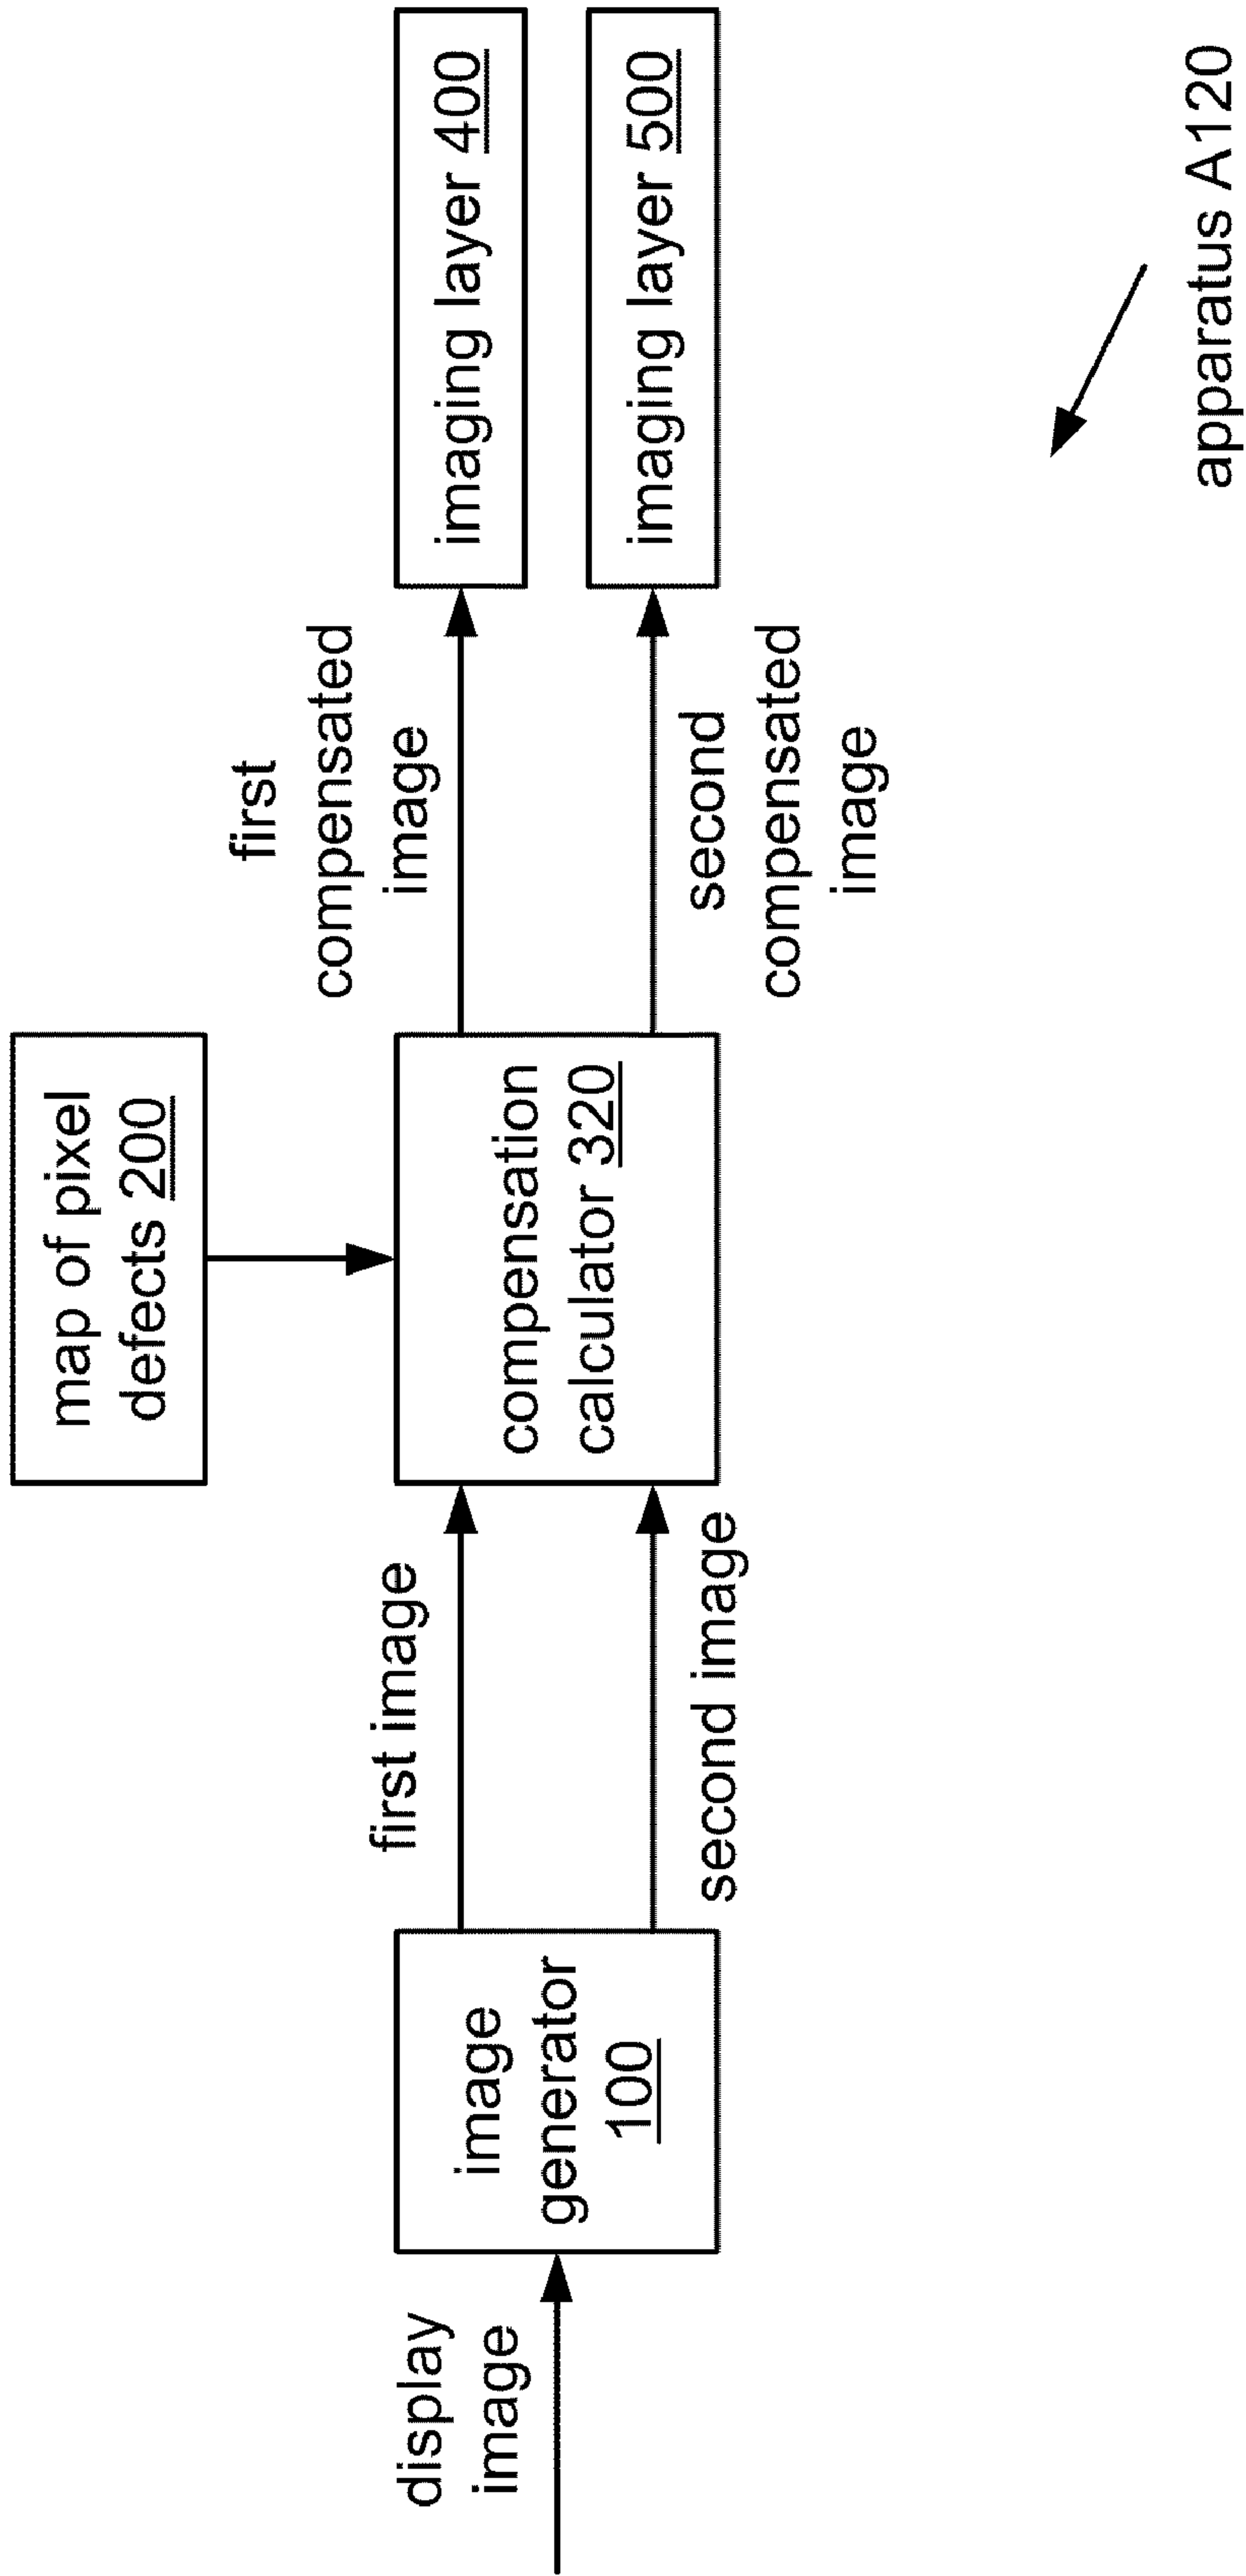 map of pixel
defects 200
first
compensated
image
display
image
image
generator
100
first image
second image
compensation
calculator 320
imaging layer 400
imaging layer 500
second
compensated
image
apparatus A120